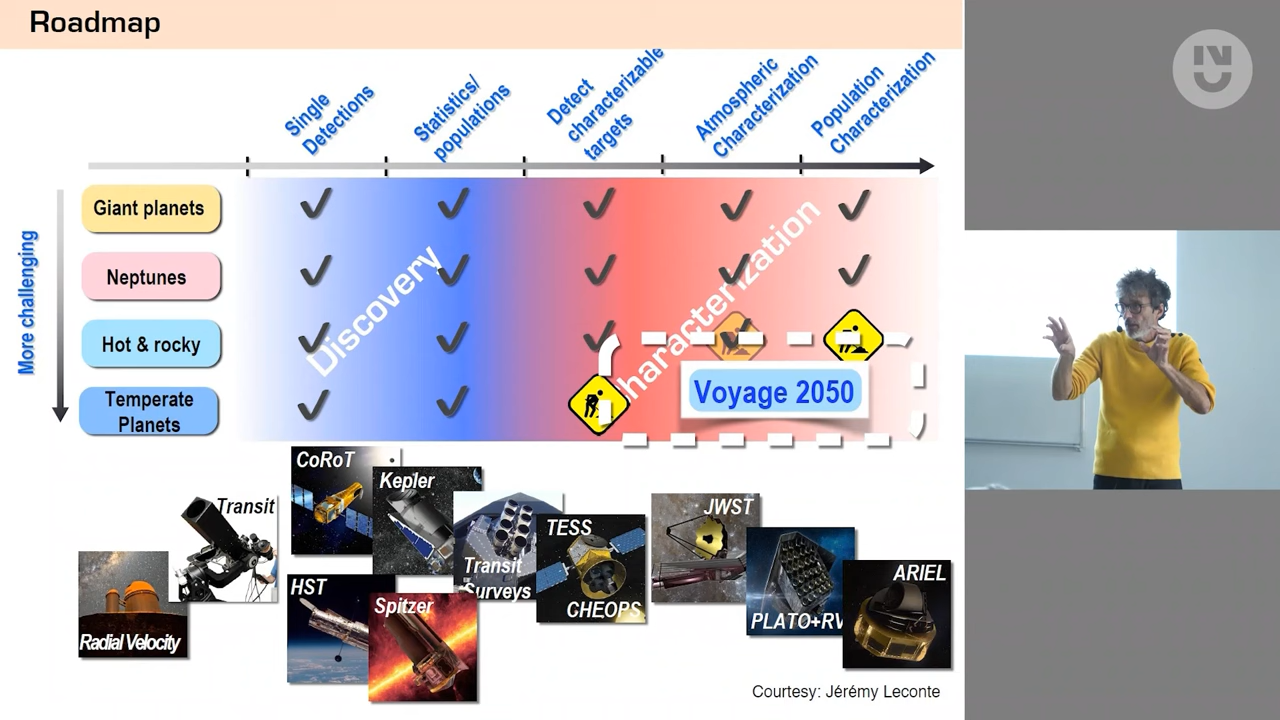 Roadmap
Single
Detections
Statistics/
populations
Detect
characterizable
targets
Atmospheric
Characterization
Population
Characterization
More challenging
Giant planets
Neptunes
Hot & rocky
Temperate
Planets
Discovery
Characterization
Voyage 2050
CoRoT
Kepler
Transit
Transit
Surveys
TESS
CHEOPS
JWST
HST
Spitzer
Radial Velocity
PLATO+RV
ARIEL
Courtesy: Jérémy Leconte